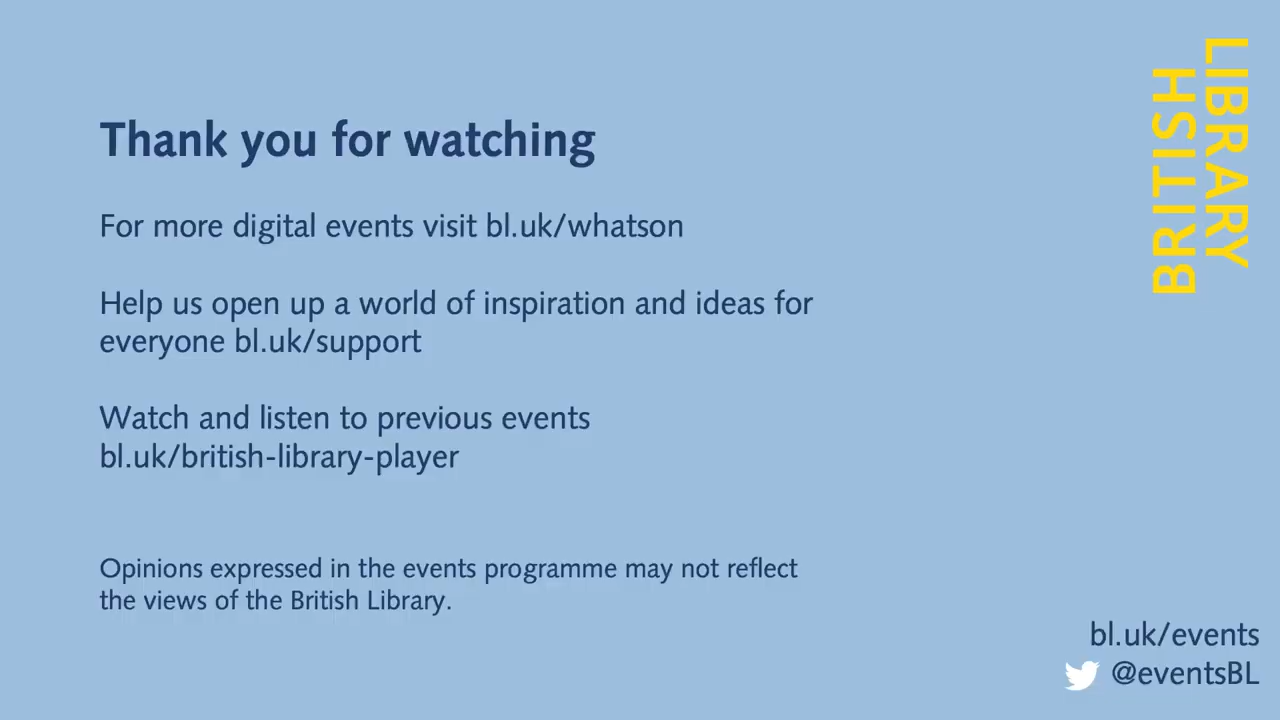 Thank you for watching
For more digital events visit bl.uk/whatson
Help us open up a world of inspiration and ideas for
everyone bl.uk/support
Watch and listen to previous events
bl.uk/british-library-player
Opinions expressed in the events programme may not reflect
the views of the British Library.
BRITISH
LIBRARY
bl.uk/events
@eventsBL